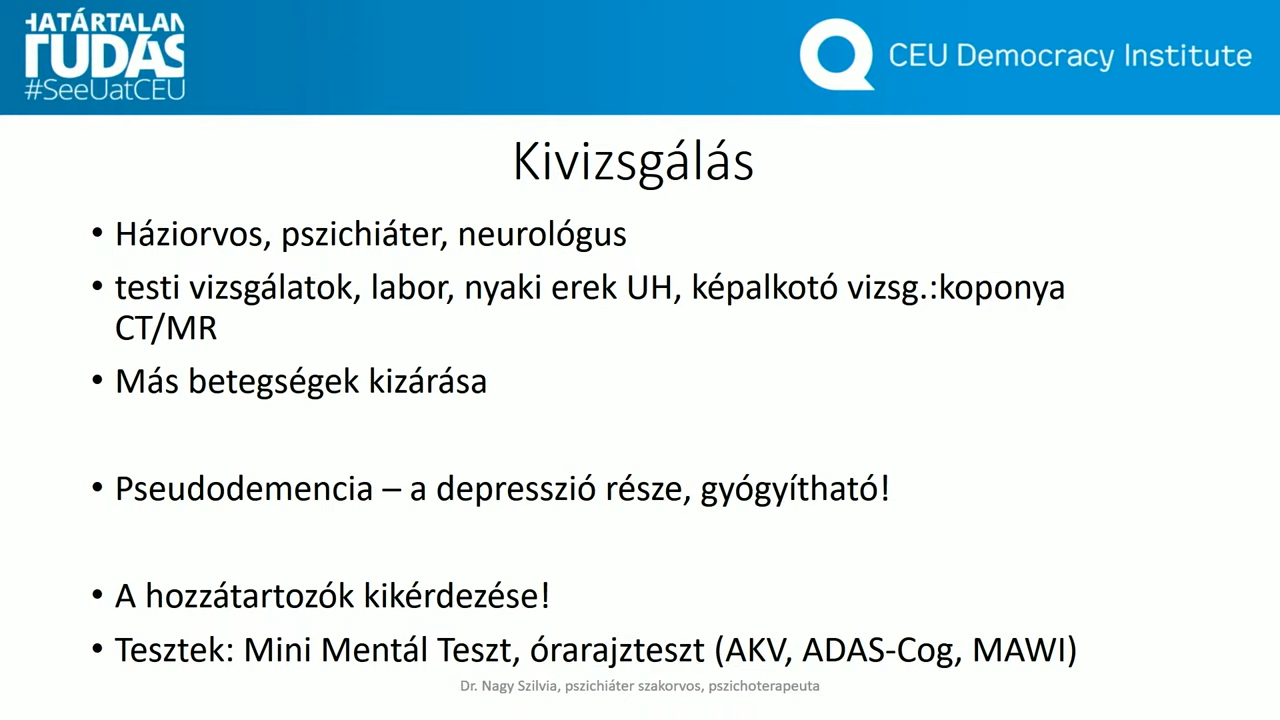 HATÁRTALAN
TUDÁS
#SeeUatCEU
CEU Democracy Institute
Kivizsgálás
• Háziorvos, pszichiáter, neurológus
• testi vizsgálatok, labor, nyaki erek UH, képalkotó vizsg.:koponya
CT/MR
• Más betegségek kizárása
• Pseudodemencia – a depresszió része, gyógyítható!
• A hozzátartozók kikérdezése!
• Tesztek: Mini Mentál Teszt, órarajzteszt (AKV, ADAS-Cog, MAWI)
Dr. Nagy Szilvia, pszichiáter szakorvos, pszichoterapeuta